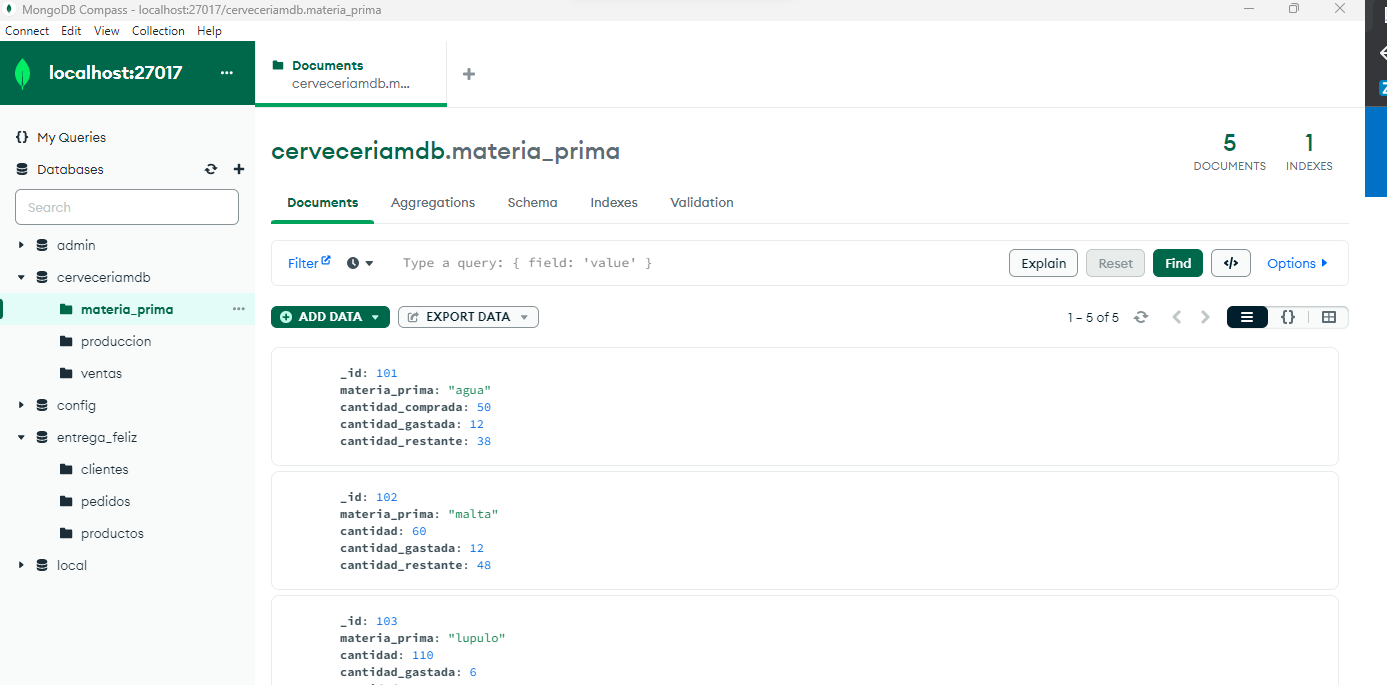 MongoDB Compass - localhost:27017/cerveceriamdb.materia_prima
Connect Edit View Collection Help
localhost:27017 ...
Documents
cerveceriamdb.m...
My Queries
Databases
Search
admin
cerveceriamdb
materia_prima ...
produccion
ventas
config
entrega_feliz
clientes
pedidos
productos
local
cerveceriamdb.materia_prima
5
DOCUMENTS
1
INDEXES
Documents Aggregations Schema Indexes Validation
Filter Type a query: { field: 'value' } Explain Reset Find </> Options
ADD DATA EXPORT DATA 1 – 5 of 5 {}
_id: 101
materia_prima: "agua"
cantidad_comprada: 50
cantidad_gastada: 12
cantidad_restante: 38
_id: 102
materia_prima: "malta"
cantidad: 60
cantidad_gastada: 12
cantidad_restante: 48
_id: 103
materia_prima: "lupulo"
cantidad: 110
cantidad_gastada: 6